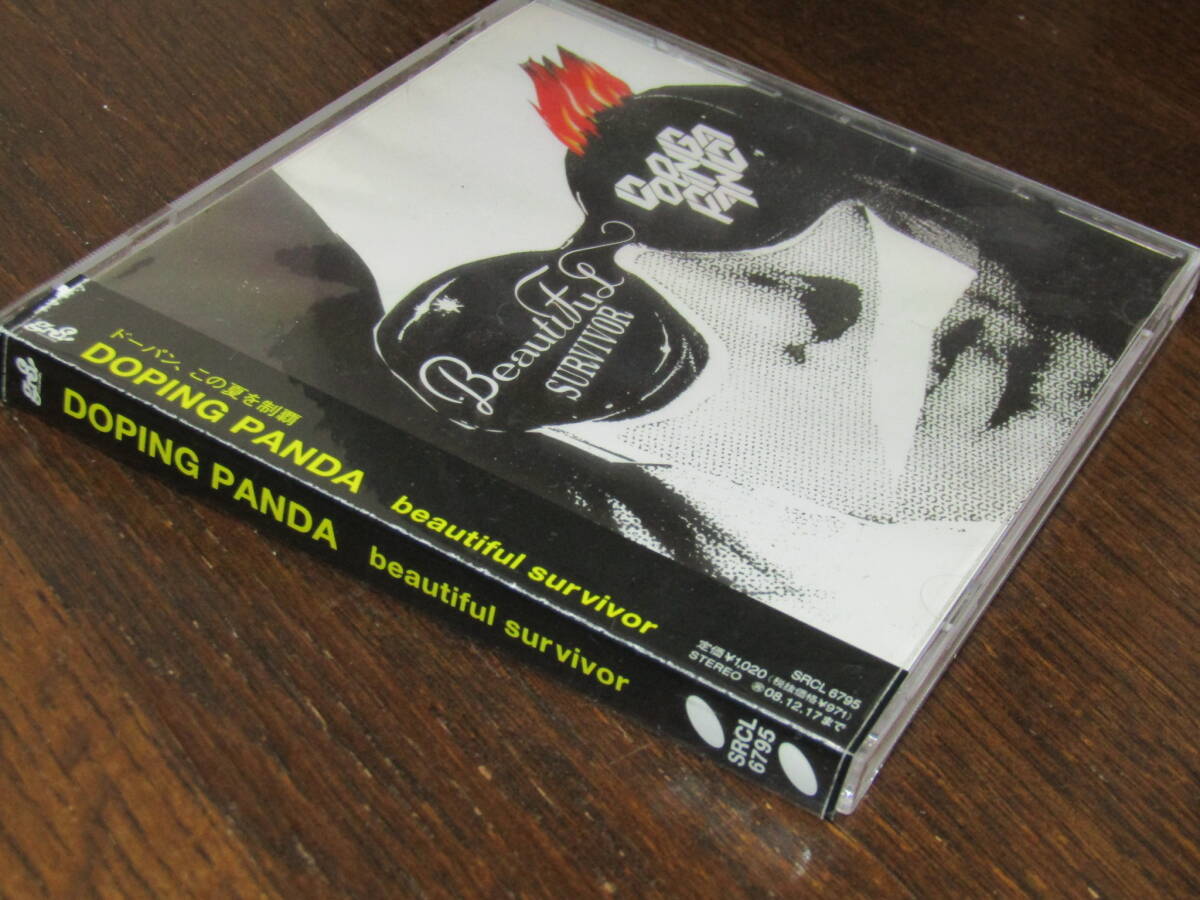 DOPING
PANDA
Beautiful
SURVIVOR
ドーパン、この夏を制覇
DOPING PANDA beautiful survivor
定価¥1,020(税抜価格¥971) SRCL 6795
STEREO 08.12.17まで
DOPING PANDA beautiful survivor
SRCL
6795